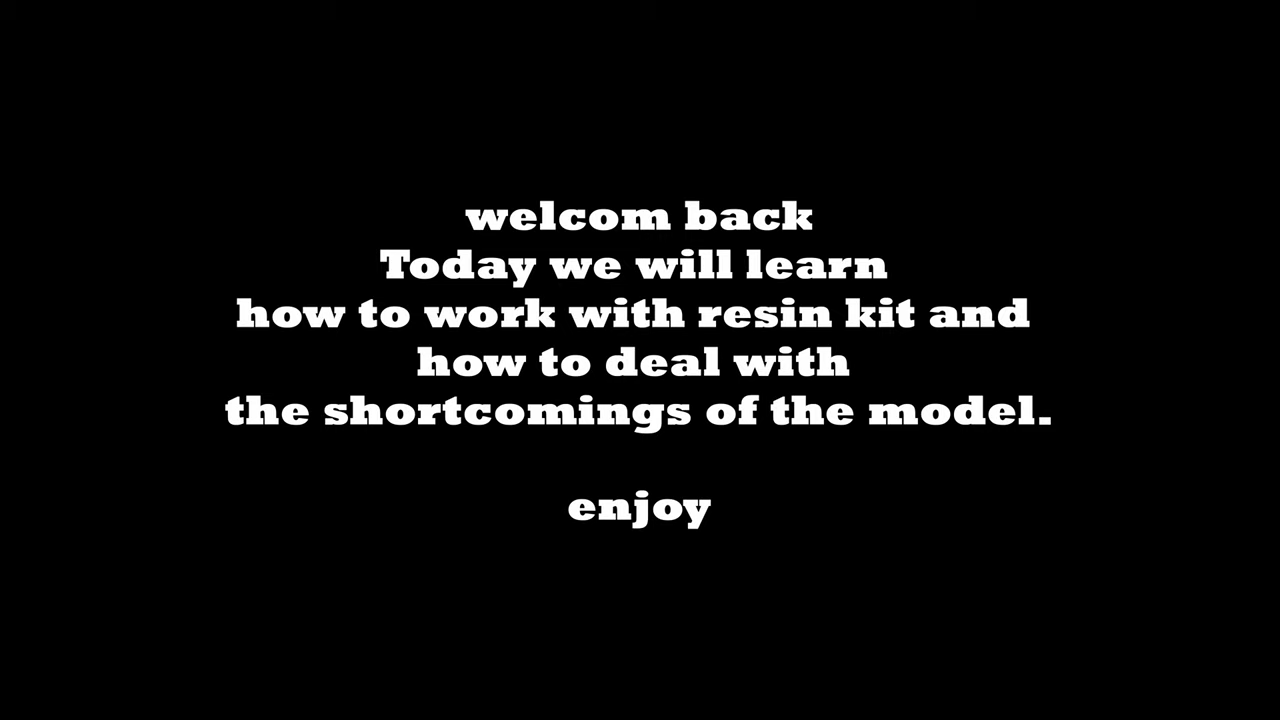 welcom back
Today we will learn
how to work with resin kit and
how to deal with
the shortcomings of the model.
enjoy